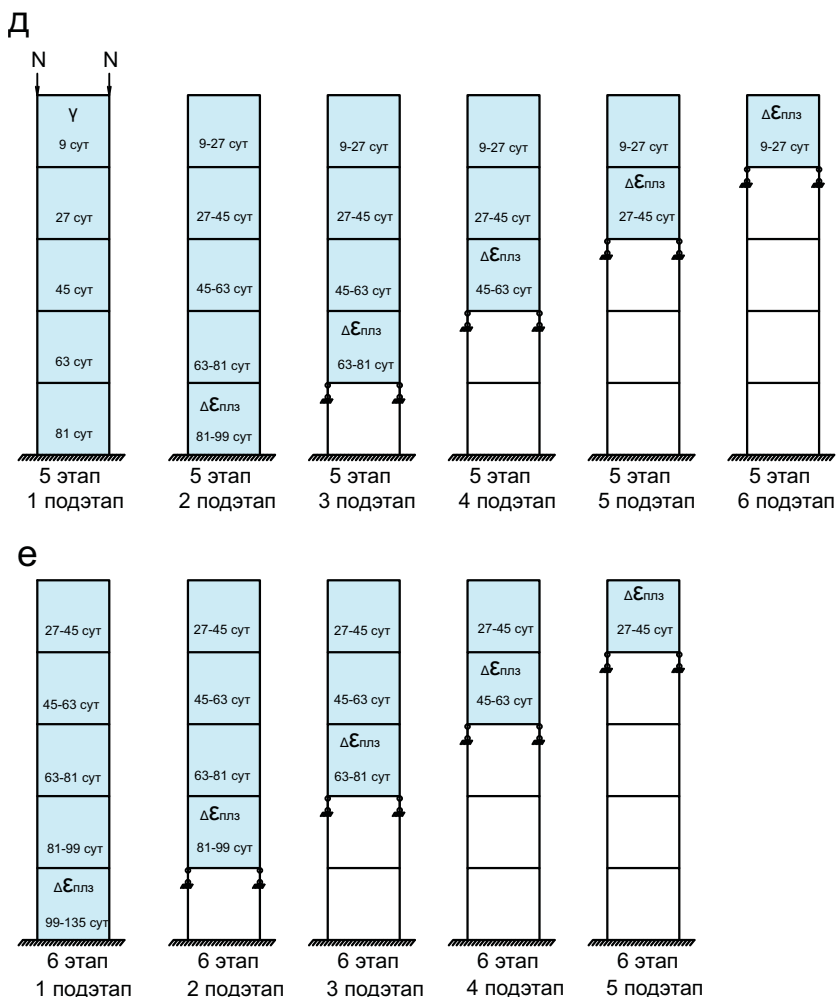 д
N N
γ
9 сут
27 сут
45 сут
63 сут
81 сут
5 этап
1 подэтап
9-27 сут
27-45 сут
45-63 сут
63-81 сут
Δεплз
81-99 сут
5 этап
2 подэтап
9-27 сут
27-45 сут
45-63 сут
Δεплз
63-81 сут
5 этап
3 подэтап
9-27 сут
27-45 сут
Δεплз
45-63 сут
5 этап
4 подэтап
9-27 сут
Δεплз
27-45 сут
5 этап
5 подэтап
Δεплз
9-27 сут
5 этап
6 подэтап
е
27-45 сут
45-63 сут
63-81 сут
81-99 сут
Δεплз
99-135 сут
6 этап
1 подэтап
27-45 сут
45-63 сут
63-81 сут
Δεплз
81-99 сут
6 этап
2 подэтап
27-45 сут
45-63 сут
Δεплз
63-81 сут
6 этап
3 подэтап
27-45 сут
Δεплз
45-63 сут
6 этап
4 подэтап
Δεплз
27-45 сут
6 этап
5 подэтап